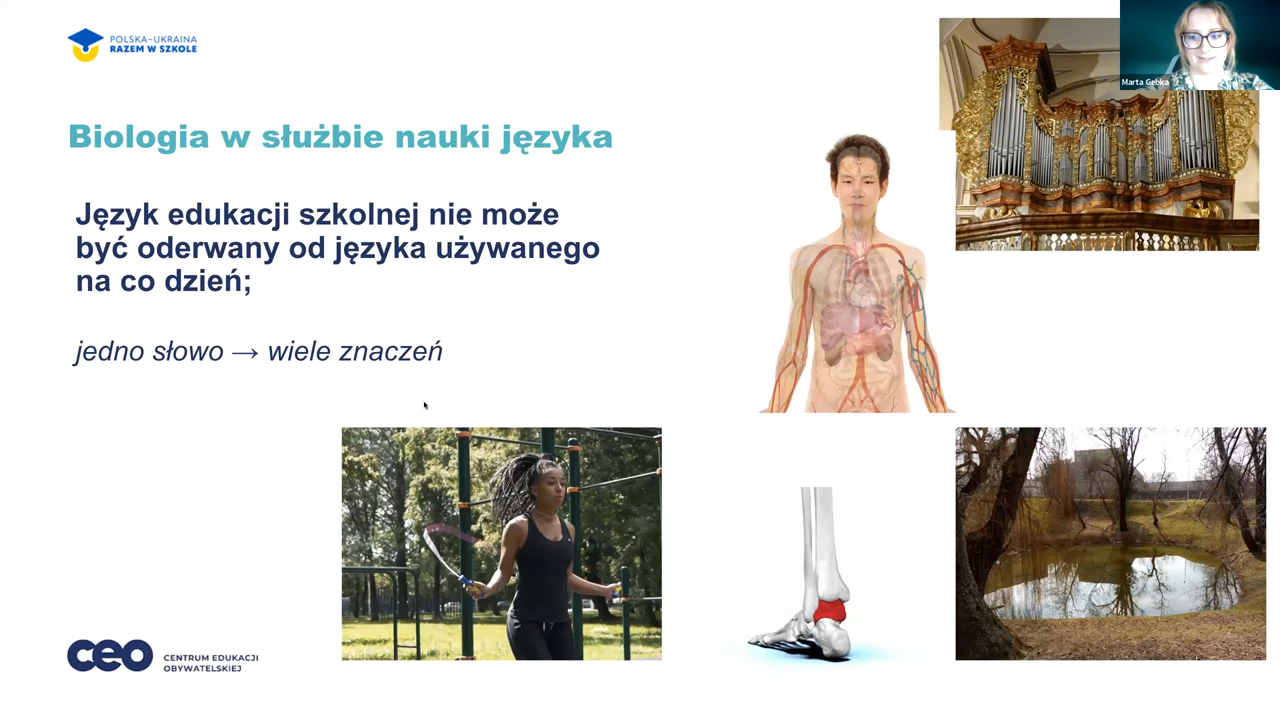 POLSKA-UKRAINA
RAZEM W SZKOLE
Marta Gębka
Biologia w służbie nauki języka
Język edukacji szkolnej nie może
być oderwany od języka używanego
na co dzień;
jedno słowo → wiele znaczeń
ceo
CENTRUM EDUKACJI
OBYWATELSKIEJ